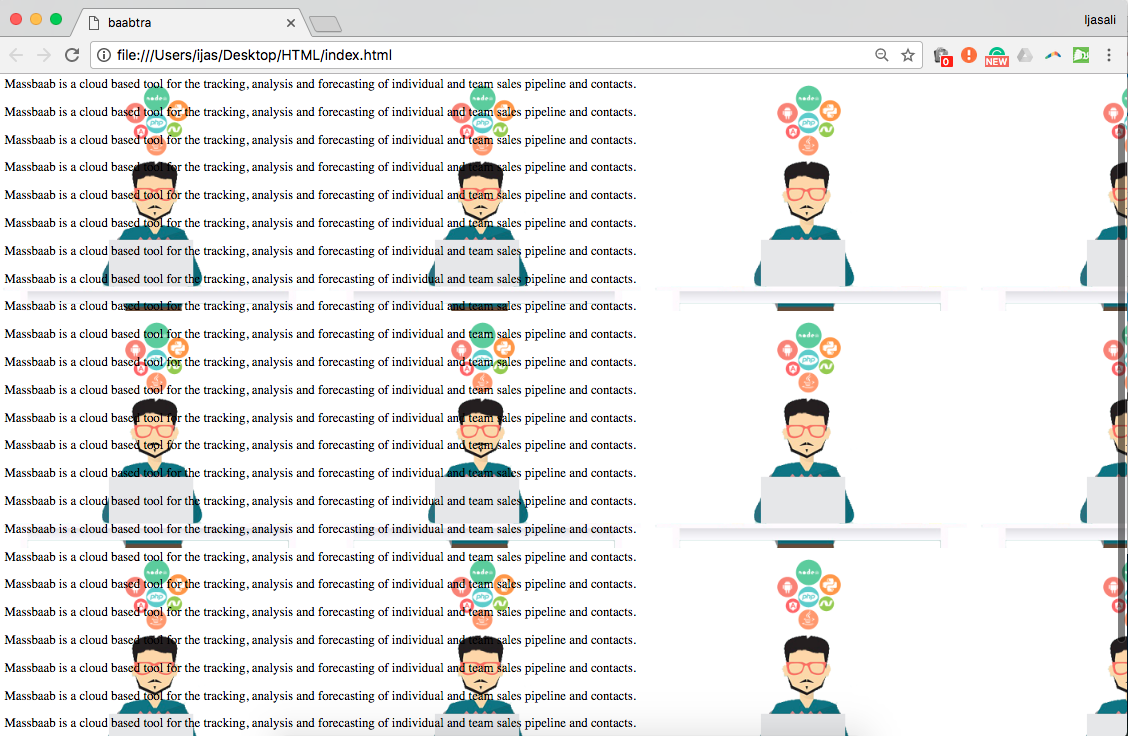 baabtra
Ijasali
file:///Users/ijas/Desktop/HTML/index.html
0
NEW
Massbaab is a cloud based tool for the tracking, analysis and forecasting of individual and team sales pipeline and contacts.
node node node
Massbaab is a cloud based tool for the tracking, analysis and forecasting of individual and team sales pipeline and contacts.
php php php
Massbaab is a cloud based tool for the tracking, analysis and forecasting of individual and team sales pipeline and contacts.
Massbaab is a cloud based tool for the tracking, analysis and forecasting of individual and team sales pipeline and contacts.
Massbaab is a cloud based tool for the tracking, analysis and forecasting of individual and team sales pipeline and contacts.
Massbaab is a cloud based tool for the tracking, analysis and forecasting of individual and team sales pipeline and contacts.
Massbaab is a cloud based tool for the tracking, analysis and forecasting of individual and team sales pipeline and contacts.
Massbaab is a cloud based tool for the tracking, analysis and forecasting of individual and team sales pipeline and contacts.
Massbaab is a cloud based tool for the tracking, analysis and forecasting of individual and team sales pipeline and contacts.
Massbaab is a cloud based tool for the tracking, analysis and forecasting of individual and team sales pipeline and contacts.
node node node
Massbaab is a cloud based tool for the tracking, analysis and forecasting of individual and team sales pipeline and contacts.
php php php
Massbaab is a cloud based tool for the tracking, analysis and forecasting of individual and team sales pipeline and contacts.
Massbaab is a cloud based tool for the tracking, analysis and forecasting of individual and team sales pipeline and contacts.
Massbaab is a cloud based tool for the tracking, analysis and forecasting of individual and team sales pipeline and contacts.
Massbaab is a cloud based tool for the tracking, analysis and forecasting of individual and team sales pipeline and contacts.
Massbaab is a cloud based tool for the tracking, analysis and forecasting of individual and team sales pipeline and contacts.
Massbaab is a cloud based tool for the tracking, analysis and forecasting of individual and team sales pipeline and contacts.
Massbaab is a cloud based tool for the tracking, analysis and forecasting of individual and team sales pipeline and contacts.
node node node
Massbaab is a cloud based tool for the tracking, analysis and forecasting of individual and team sales pipeline and contacts.
php php php
Massbaab is a cloud based tool for the tracking, analysis and forecasting of individual and team sales pipeline and contacts.
Massbaab is a cloud based tool for the tracking, analysis and forecasting of individual and team sales pipeline and contacts.
Massbaab is a cloud based tool for the tracking, analysis and forecasting of individual and team sales pipeline and contacts.
Massbaab is a cloud based tool for the tracking, analysis and forecasting of individual and team sales pipeline and contacts.
Massbaab is a cloud based tool for the tracking, analysis and forecasting of individual and team sales pipeline and contacts.